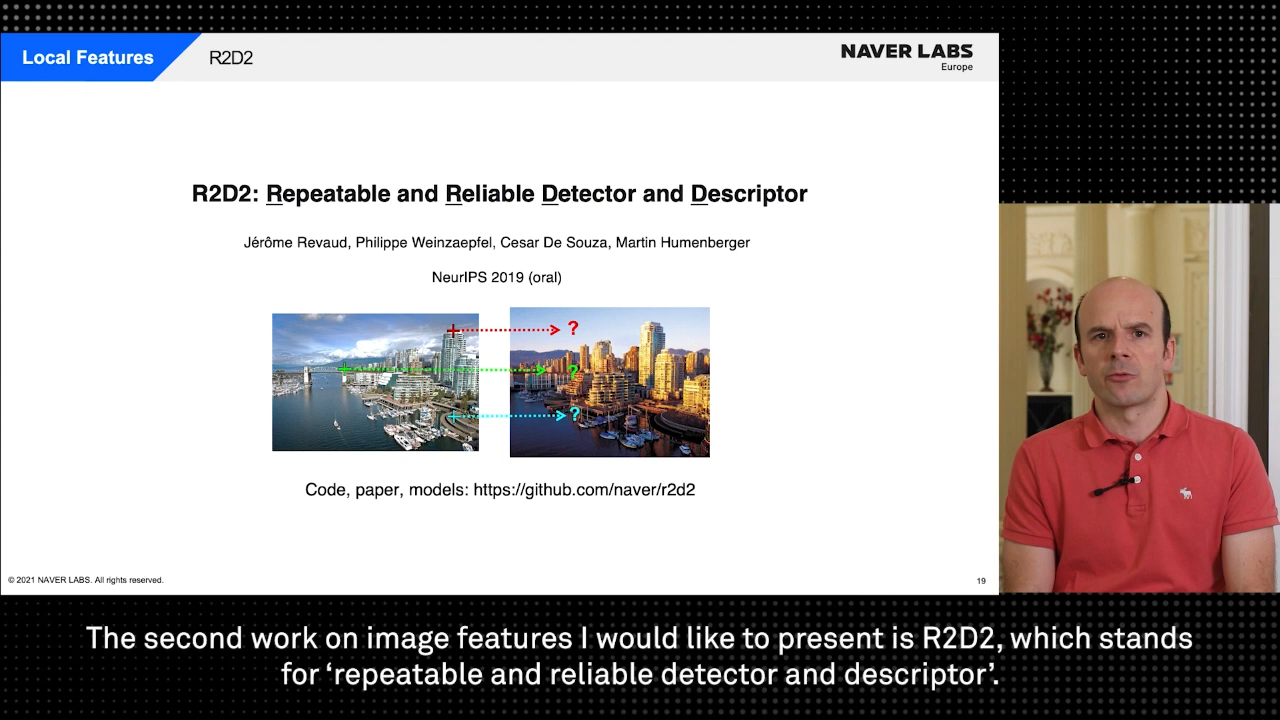 Local Features
R2D2
NAVER LABS
Europe
R2D2: Repeatable and Reliable Detector and Descriptor
Jérôme Revaud, Philippe Weinzaepfel, Cesar De Souza, Martin Humenberger
NeurIPS 2019 (oral)
?
?
?
Code, paper, models: https://github.com/naver/r2d2
© 2021 NAVER LABS. All rights reserved.
19
The second work on image features I would like to present is R2D2, which stands
for ‘repeatable and reliable detector and descriptor’.